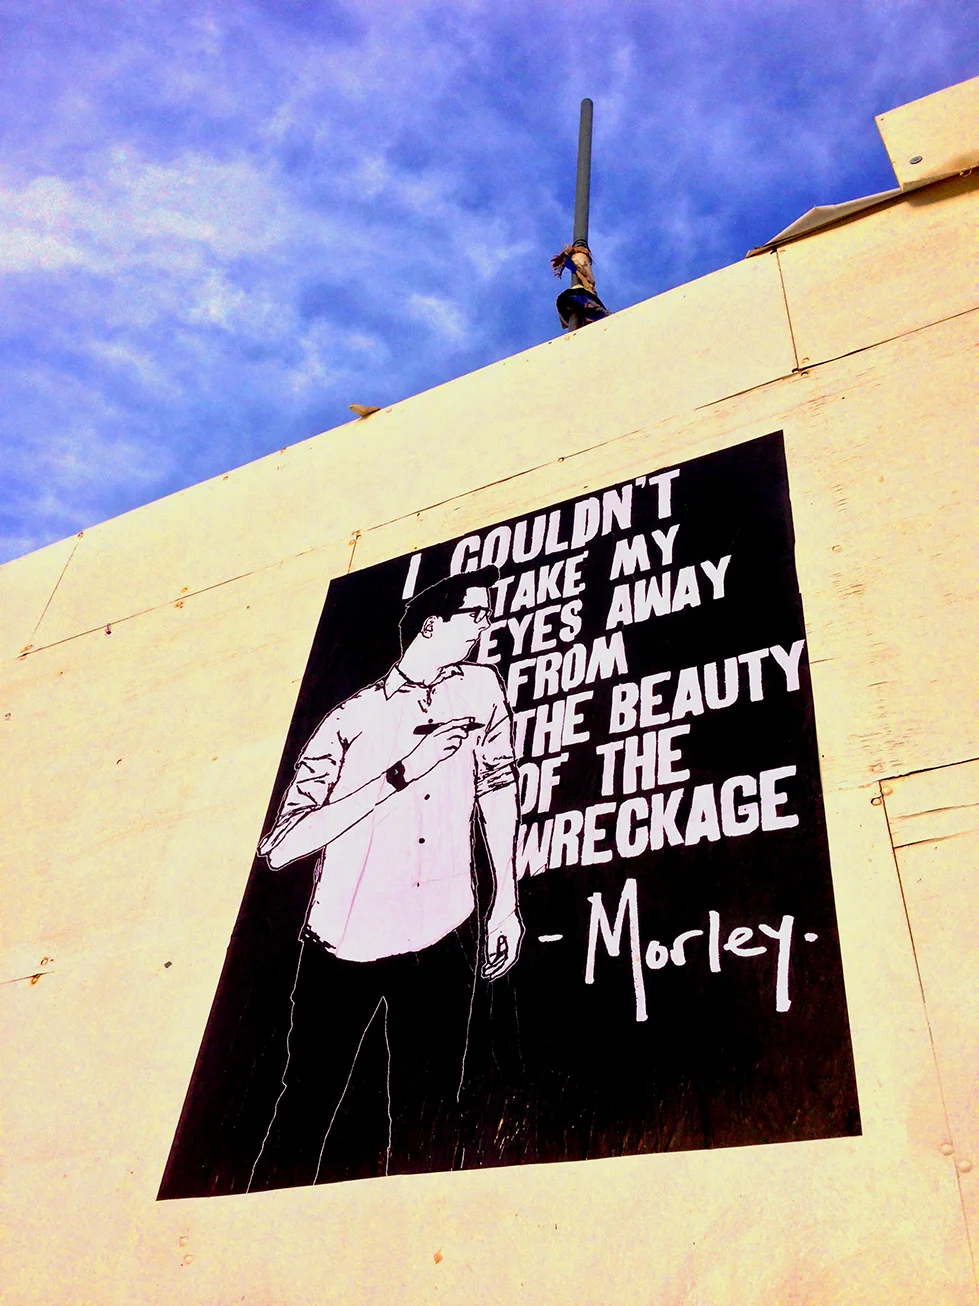 I COULDN'T
TAKE MY
EYES AWAY
FROM
THE BEAUTY
OF THE
WRECKAGE
- Morley.